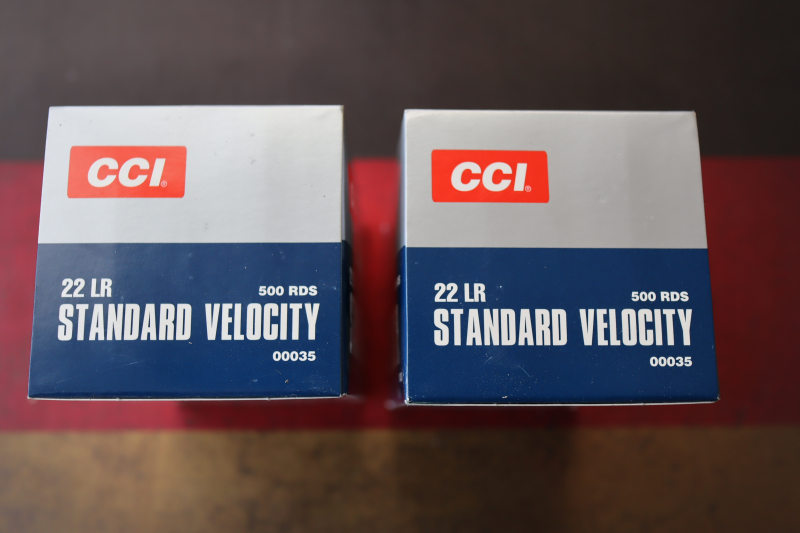 CCI®
22 LR
500 RDS
STANDARD VELOCITY
00035
CCI®
22 LR
500 RDS
STANDARD VELOCITY
00035